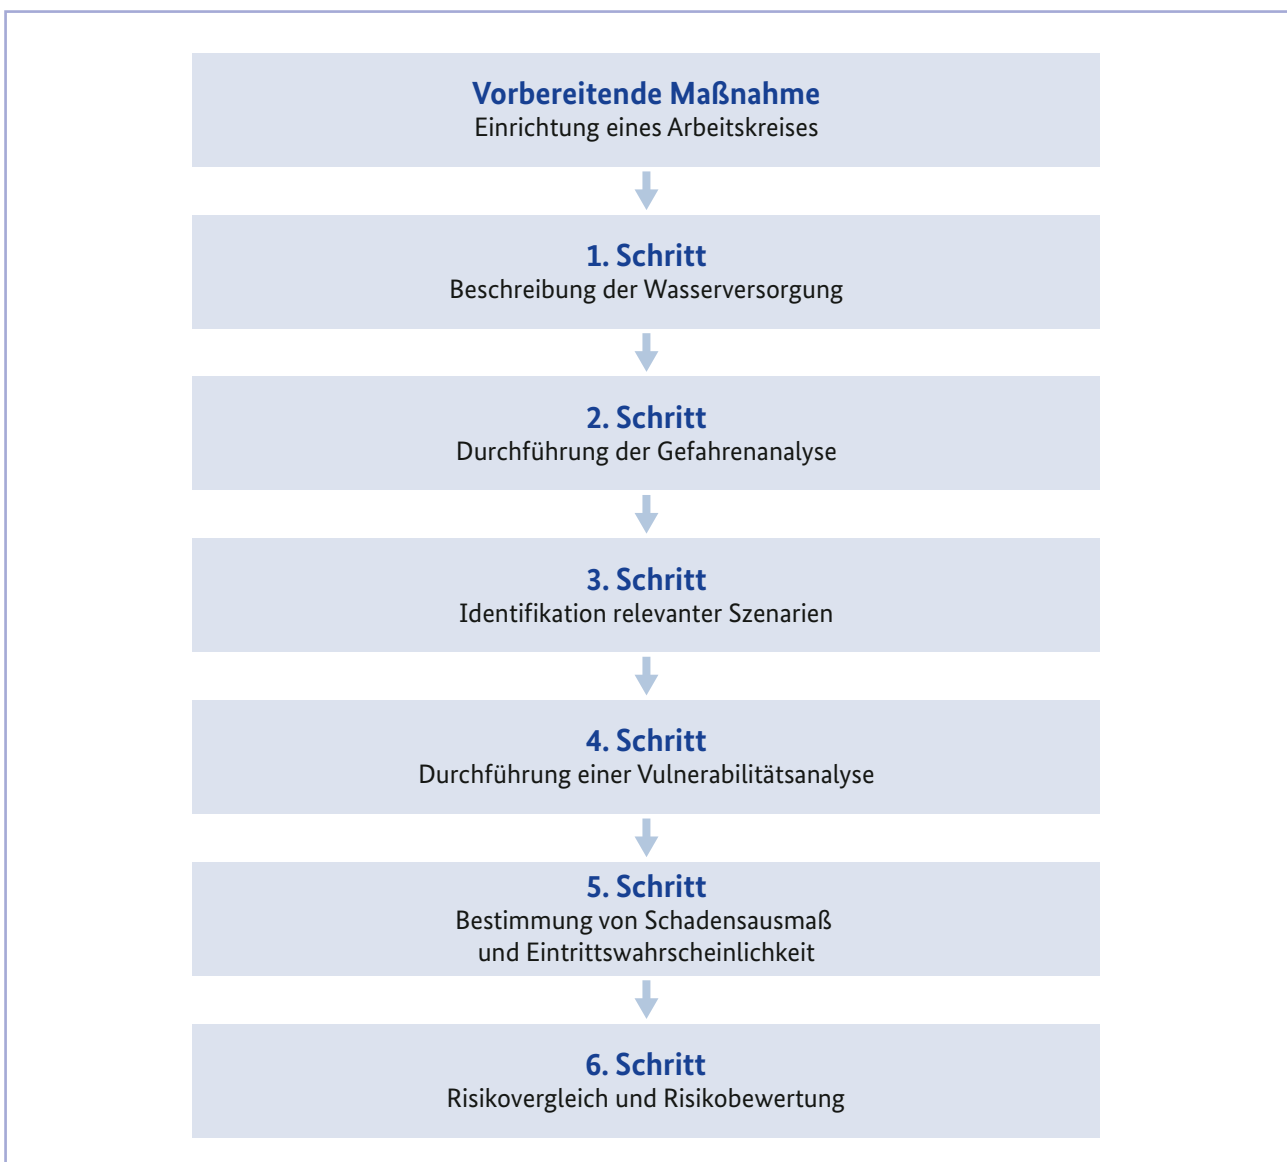 Vorbereitende Maßnahme
Einrichtung eines Arbeitskreises
1. Schritt
Beschreibung der Wasserversorgung
2. Schritt
Durchführung der Gefahrenanalyse
3. Schritt
Identifikation relevanter Szenarien
4. Schritt
Durchführung einer Vulnerabilitätsanalyse
5. Schritt
Bestimmung von Schadensausmaß
und Eintrittswahrscheinlichkeit
6. Schritt
Risikovergleich und Risikobewertung